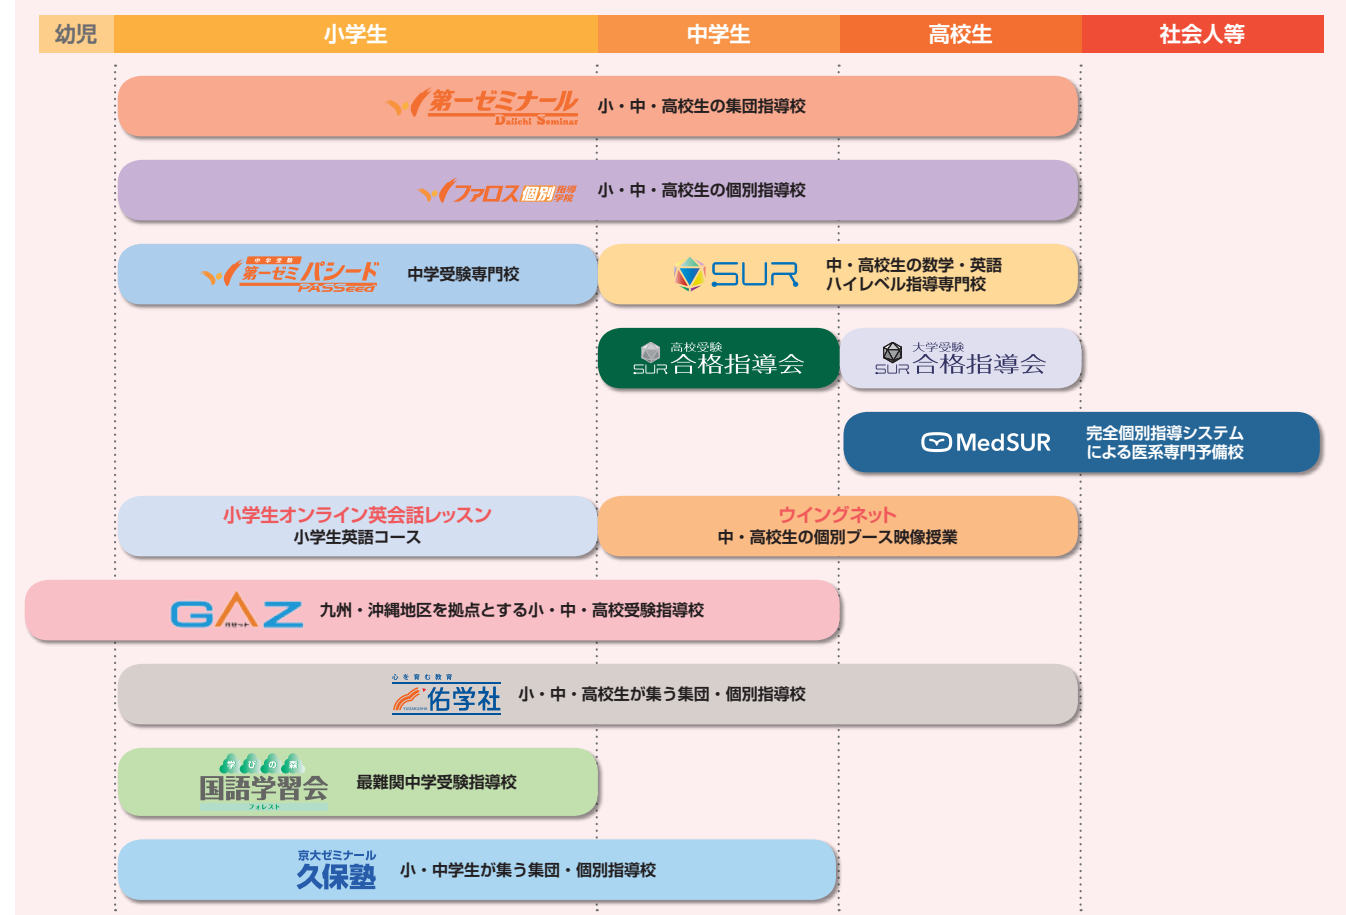 幼児 小学生 中学生 高校生 社会人等
第一ゼミナール
Daiichi Seminar
小・中・高校生の集団指導校
ファロス個別指導学院
小・中・高校生の個別指導校
中学受験
第一ゼミパシード
PASSeed
中学受験専門校
SUR
中・高校生の数学・英語
ハイレベル指導専門校
高校受験
SUR 合格指導会
大学受験
SUR 合格指導会
MedSUR
完全個別指導システム
による医系専門予備校
小学生オンライン英会話レッスン
小学生英語コース
ウイングネット
中・高校生の個別ブース映像授業
GAZ
九州・沖縄地区を拠点とする小・中・高校受験指導校
心を育む教育
佑学社
YUGAKUSHA
小・中・高校生が集う集団・個別指導校
学びの森
国語学習会
フォレスト
最難関中学受験指導校
京大ゼミナール
久保塾
小・中学生が集う集団・個別指導校